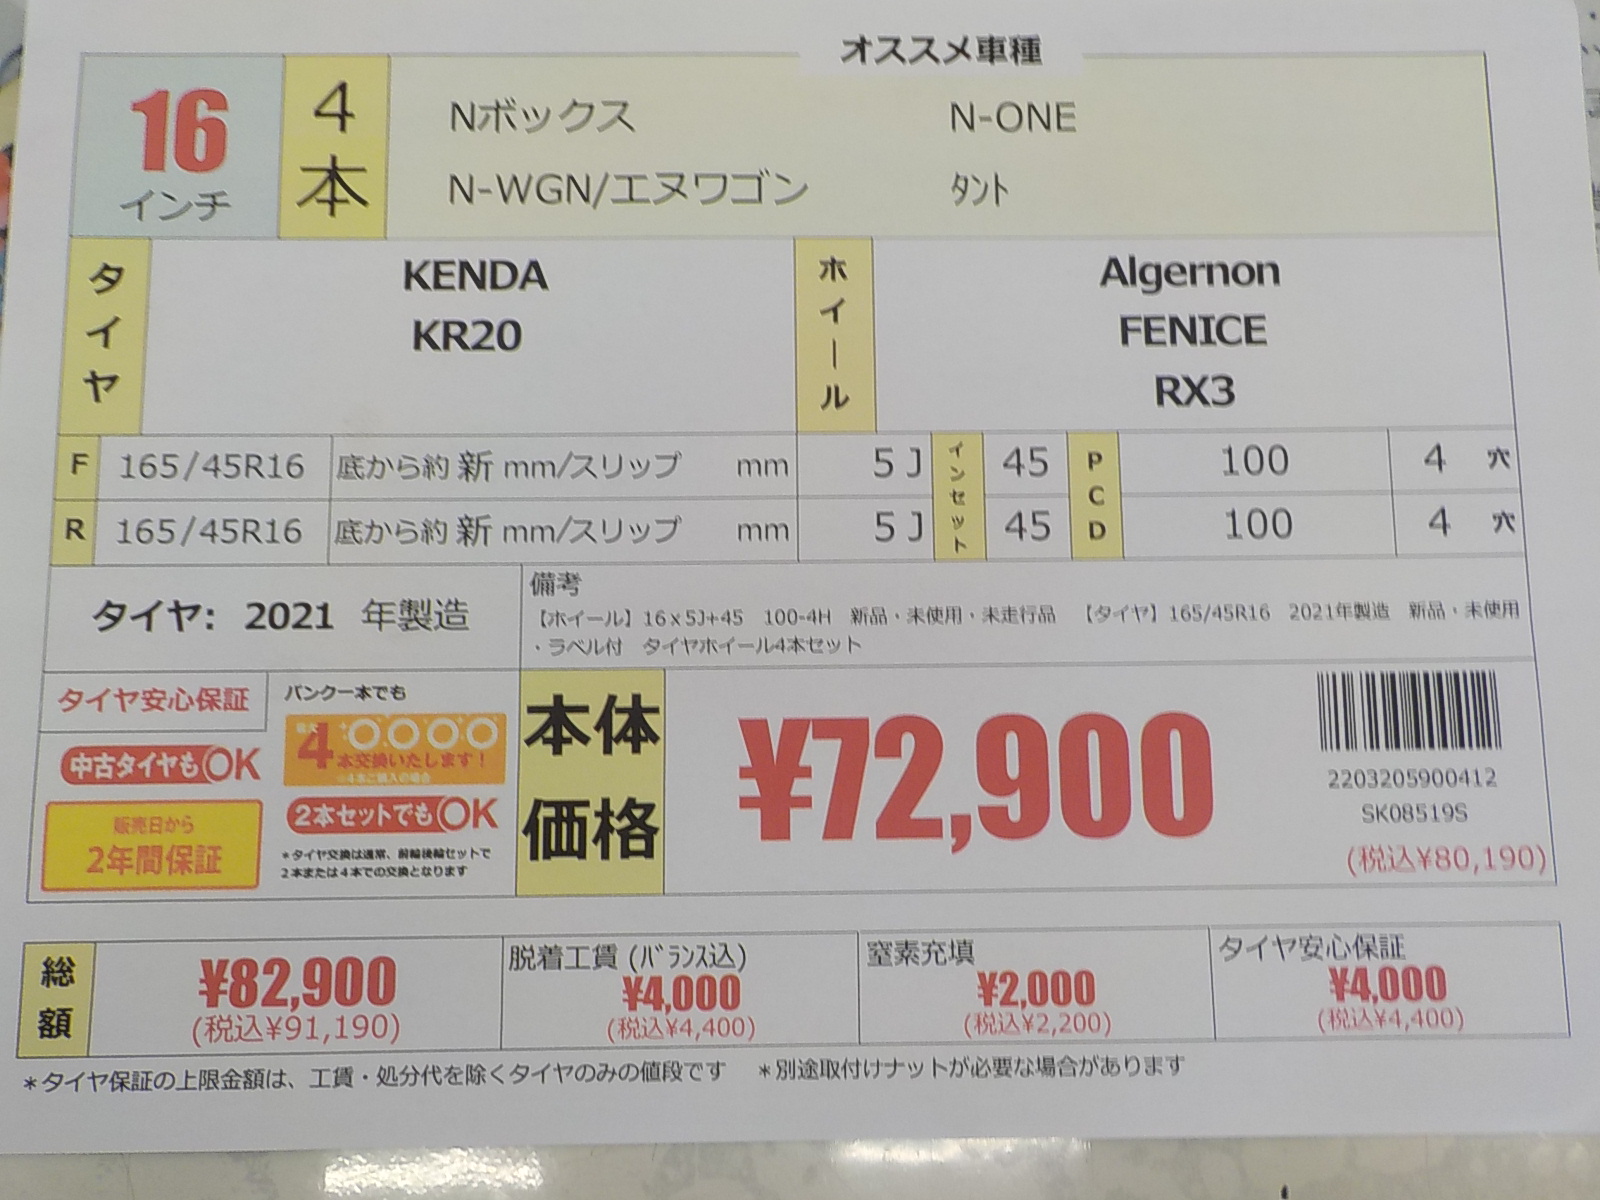 オススメ車種
16
インチ
4本
Nボックス N-ONE
N-WGN/エヌワゴン タント
タイヤ
KENDA
KR20
ホイール
Algernon
FENICE
RX3
F 165/45R16 底から約 新 mm/スリップ mm 5 J インセット 45 PCD 100 4 穴
R 165/45R16 底から約 新 mm/スリップ mm 5 J 45 100 4 穴
タイヤ: 2021 年製造
備考
【ホイール】16x5J+45 100-4H 新品・未使用・未走行品 【タイヤ】165/45R16 2021年製造 新品・未使用
・ラベル付 タイヤホイール4本セット
タイヤ安心保証
中古タイヤもOK
販売日から
2年間保証
パンク一本でも
4
本交換いたします!
※4本ご購入の場合
2本セットでもOK
*タイヤ交換は通常、前輪後輪セットで
2本または4本での交換となります
本体
価格
¥72,900
2203205900412
SK08519S
(税込¥80,190)
総額
¥82,900
(税込¥91,190)
脱着工賃 (バランス込)
¥4,000
(税込¥4,400)
窒素充填
¥2,000
(税込¥2,200)
タイヤ安心保証
¥4,000
(税込¥4,400)
*タイヤ保証の上限金額は、工賃・処分代を除くタイヤのみの値段です *別途取付けナットが必要な場合があります